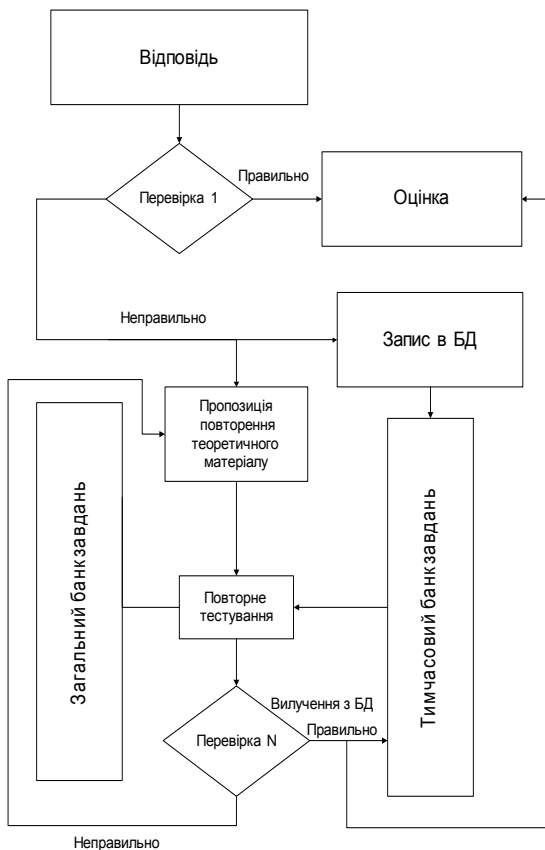 Відповідь
Правильно
Перевірка 1
Оцінка
Неправильно
Запис в БД
Пропозиція
повторення
теоретичного
матеріалу
Загальний банкзавдань
Тимчасовий банкзавдань
Повторне
тестування
Вилучення з БД
Правильно
Перевірка N
Неправильно